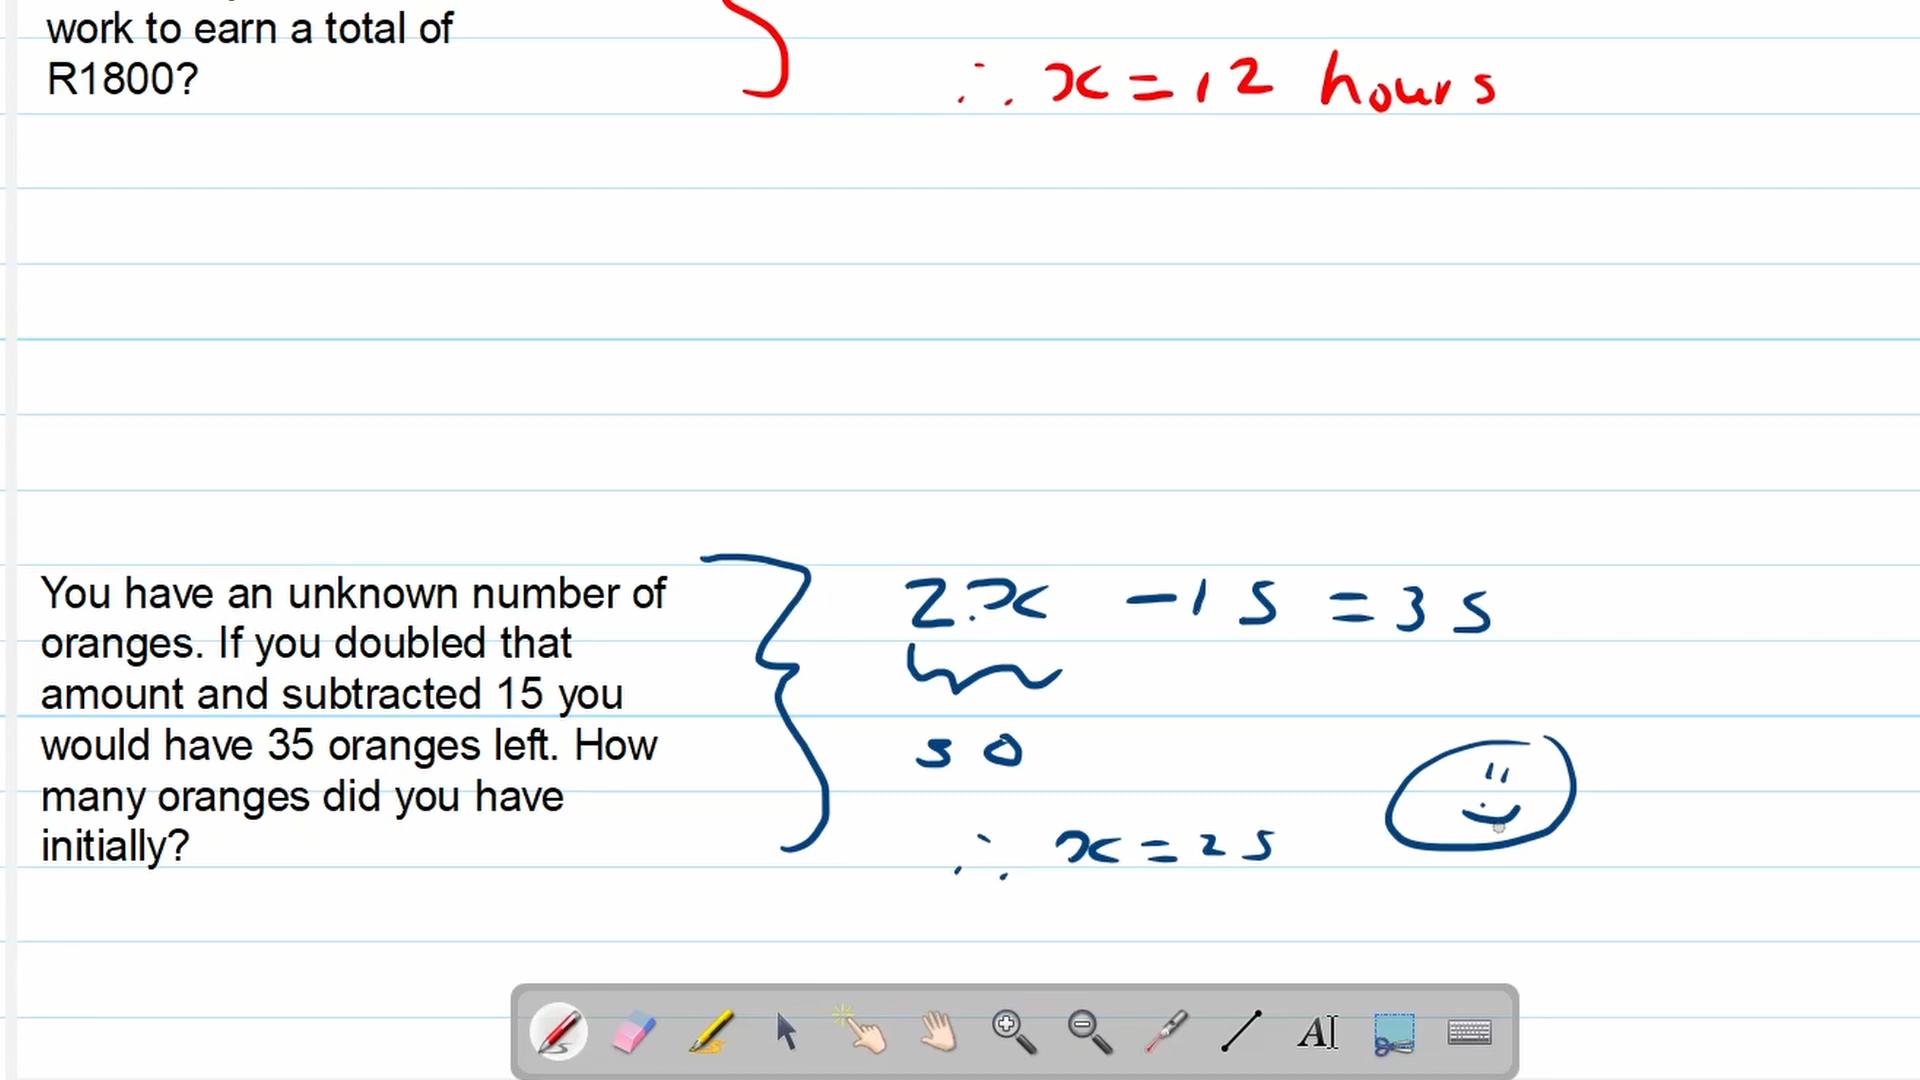 work to earn a total of
R1800?
∴ x = 12 hours
You have an unknown number of
oranges. If you doubled that
amount and subtracted 15 you
would have 35 oranges left. How
many oranges did you have
initially?
2x - 15 = 35
50
∴ x = 25
AI